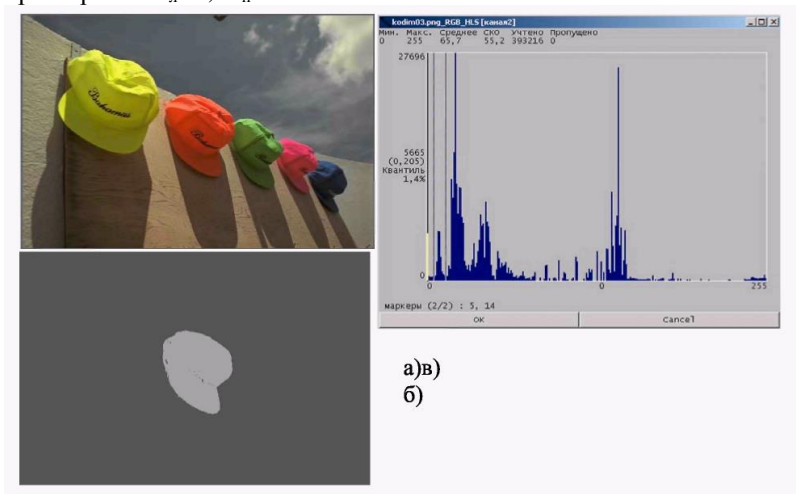 kodim03.png_RGB_HLS [канал2]
Мин. Макс. Среднее СКО Учтено Пропущено
0 255 65,7 55,2 393216 0
27696
5665
(0,205)
Квантиль
1,4%
0
0 0 255
маркеры (2/2) : 5, 14
OK Cancel
а)в)
б)